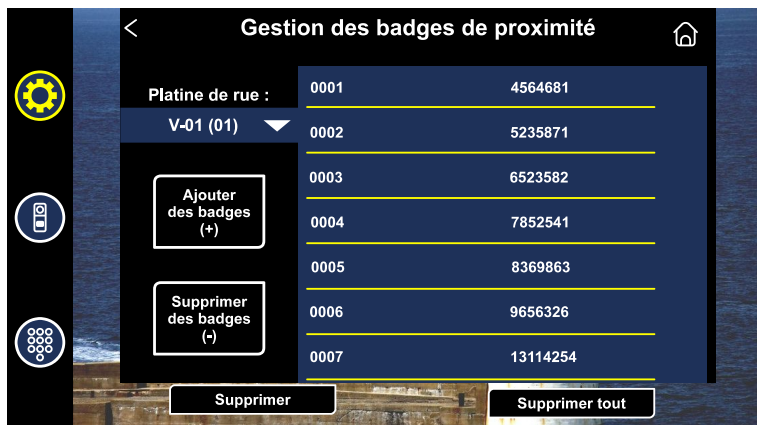 Gestion des badges de proximité
Platine de rue :
V-01 (01)
Ajouter
des badges
(+)
Supprimer
des badges
(-)
0001 4564681
0002 5235871
0003 6523582
0004 7852541
0005 8369863
0006 9656326
0007 13114254
Supprimer
Supprimer tout